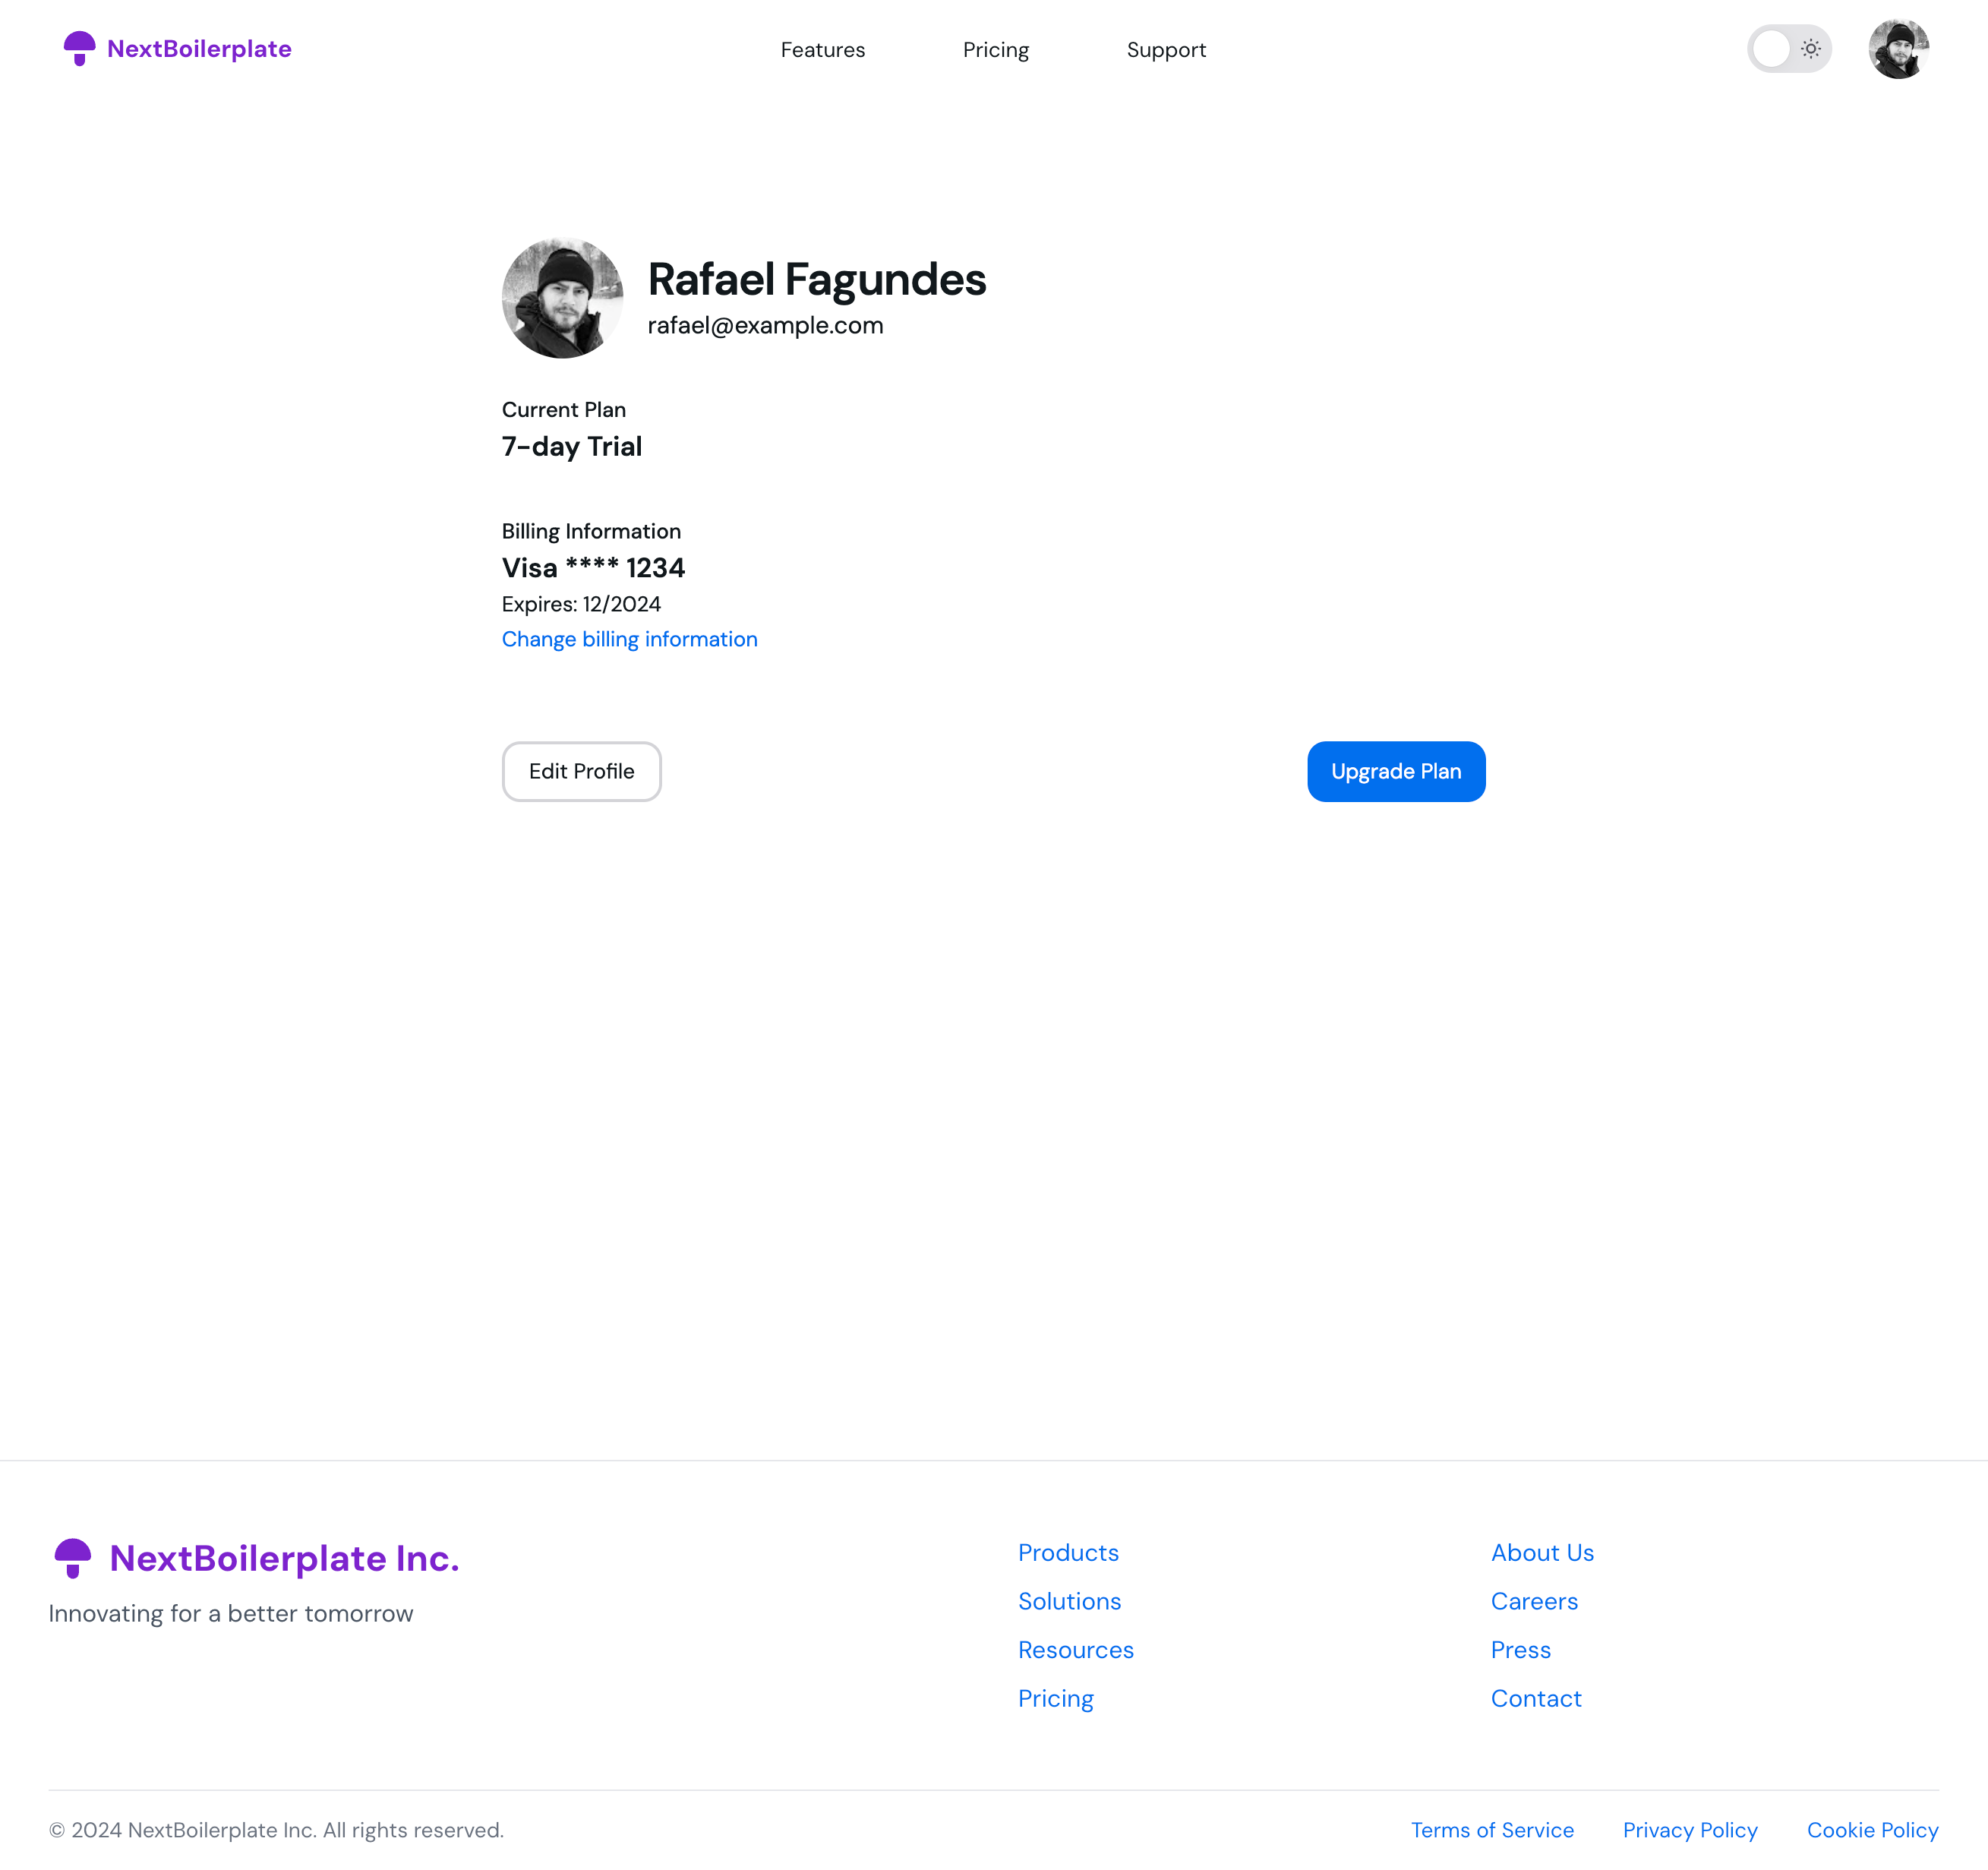 NextBoilerplate
Features
Pricing
Support
Rafael Fagundes
rafael@example.com
Current Plan
7-day Trial
Billing Information
Visa **** 1234
Expires: 12/2024
Change billing information
Edit Profile
Upgrade Plan
NextBoilerplate Inc.
Innovating for a better tomorrow
Products
Solutions
Resources
Pricing
About Us
Careers
Press
Contact
© 2024 NextBoilerplate Inc. All rights reserved.
Terms of Service
Privacy Policy
Cookie Policy